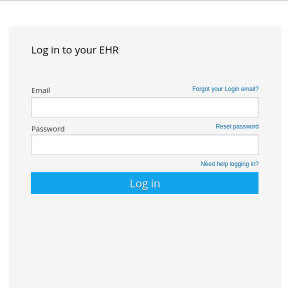 Log in to your EHR
Email
Forgot your Login email?
Password
Reset password
Need help logging in?
Log in